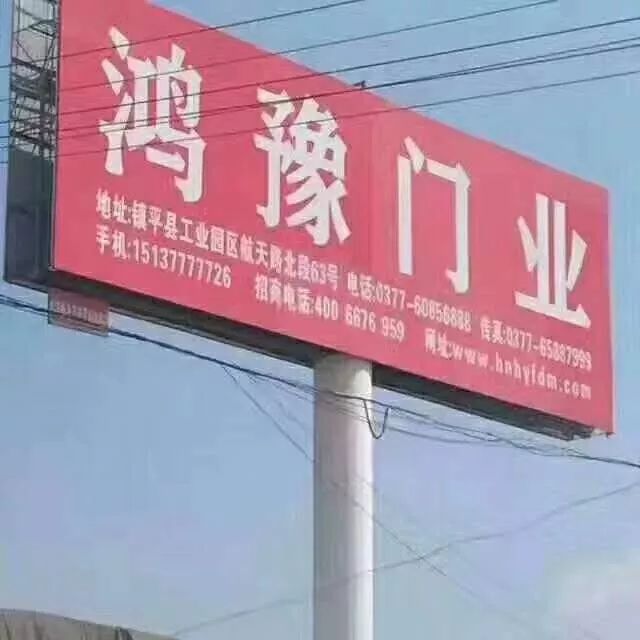 鸿豫门业
地址:镇平县工业园区航天路北段63号 电话:0377-60850888 传真:0377-65887999
手机:15137777726 招商电话:400 6676 959 网址:www.hnhyfdm.com